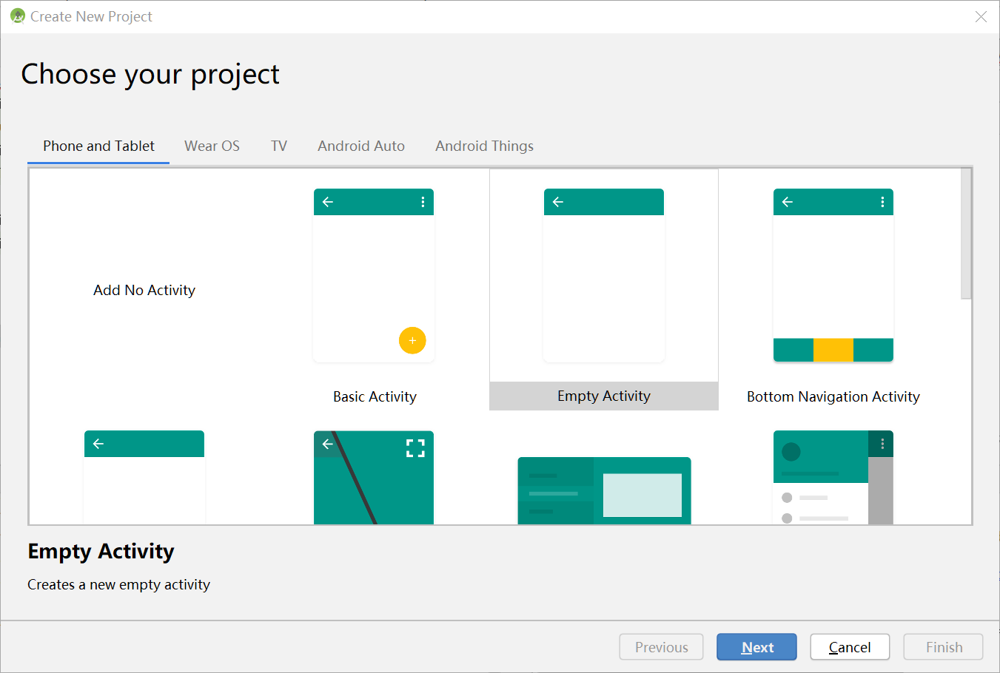 Create New Project
Choose your project
Phone and Tablet Wear OS TV Android Auto Android Things
Add No Activity
Basic Activity Empty Activity Bottom Navigation Activity
Empty Activity
Creates a new empty activity
Previous Next Cancel Finish